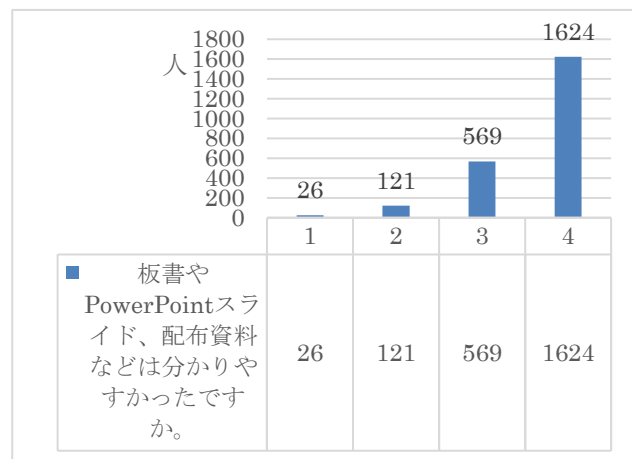 人
1800
1600
1400
1200
1000
800
600
400
200
0
26
121
569
1624
1 2 3 4
板書や
PowerPointスラ
イド、配布資料
などは分かりや
すかったです
か。
26 121 569 1624